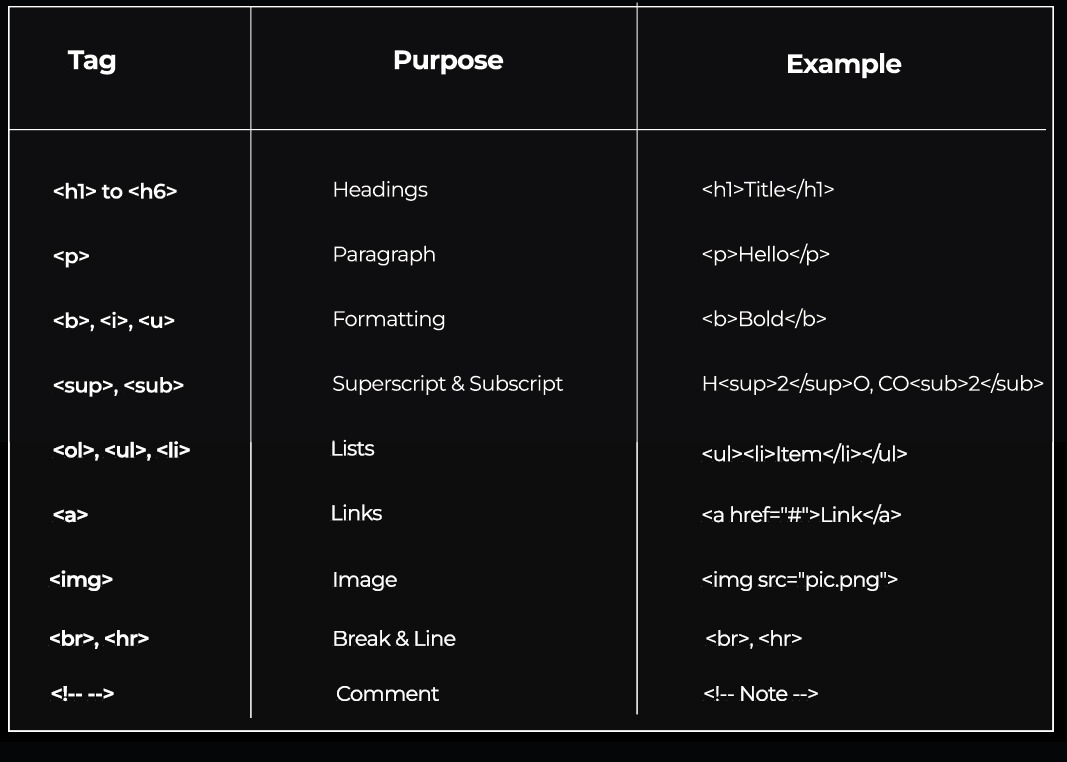 Tag Purpose Example
<h1> to <h6> Headings <h1>Title</h1>
<p> Paragraph <p>Hello</p>
<b>, <i>, <u> Formatting <b>Bold</b>
<sup>, <sub> Superscript & Subscript H<sup>2</sup>O, CO<sub>2</sub>
<ol>, <ul>, <li> Lists <ul><li>Item</li></ul>
<a> Links <a href="#">Link</a>
<img> Image <img src="pic.png">
<br>, <hr> Break & Line <br>, <hr>
<!-- --> Comment <!-- Note -->